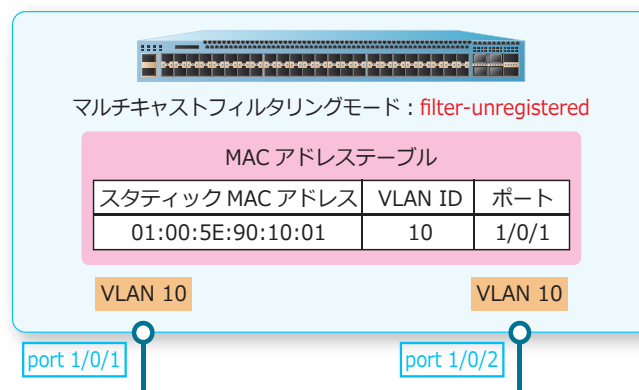 マルチキャストフィルタリングモード : filter-unregistered
MAC アドレステーブル
スタティック MAC アドレス VLAN ID ポート
01:00:5E:90:10:01 10 1/0/1
VLAN 10 VLAN 10
port 1/0/1 port 1/0/2